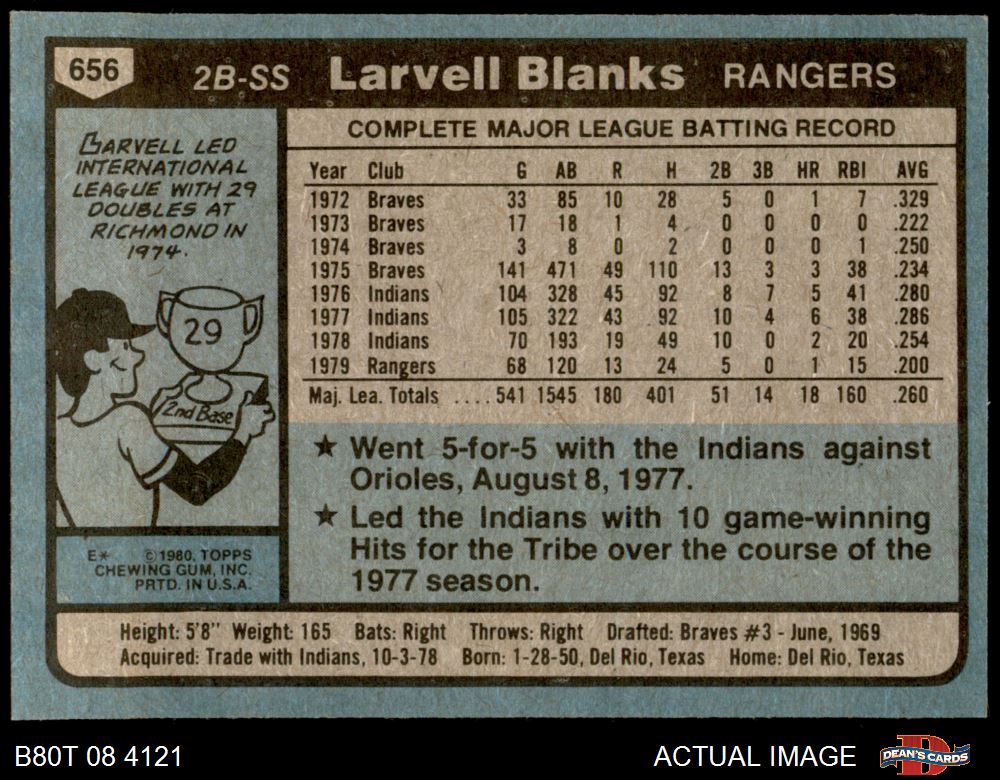 656 2B-SS Larvell Blanks RANGERS
LARVELL LED
INTERNATIONAL
LEAGUE WITH 29
DOUBLES AT
RICHMOND IN
1974.
29
2nd Base
E* © 1980, TOPPS
CHEWING GUM, INC.
PRTD. IN U.S.A.
COMPLETE MAJOR LEAGUE BATTING RECORD
Year Club G AB R H 2B 3B HR RBI AVG
1972 Braves 33 85 10 28 5 0 1 7 .329
1973 Braves 17 18 1 4 0 0 0 0 .222
1974 Braves 3 8 0 2 0 0 0 1 .250
1975 Braves 141 471 49 110 13 3 3 38 .234
1976 Indians 104 328 45 92 8 7 5 41 .280
1977 Indians 105 322 43 92 10 4 6 38 .286
1978 Indians 70 193 19 49 10 0 2 20 .254
1979 Rangers 68 120 13 24 5 0 1 15 .200
Maj. Lea. Totals .... 541 1545 180 401 51 14 18 160 .260
★ Went 5-for-5 with the Indians against
Orioles, August 8, 1977.
★ Led the Indians with 10 game-winning
Hits for the Tribe over the course of the
1977 season.
Height: 5'8" Weight: 165 Bats: Right Throws: Right Drafted: Braves #3 - June, 1969
Acquired: Trade with Indians, 10-3-78 Born: 1-28-50, Del Rio, Texas Home: Del Rio, Texas
B80T 08 4121 ACTUAL IMAGE DEAN'S CARDS